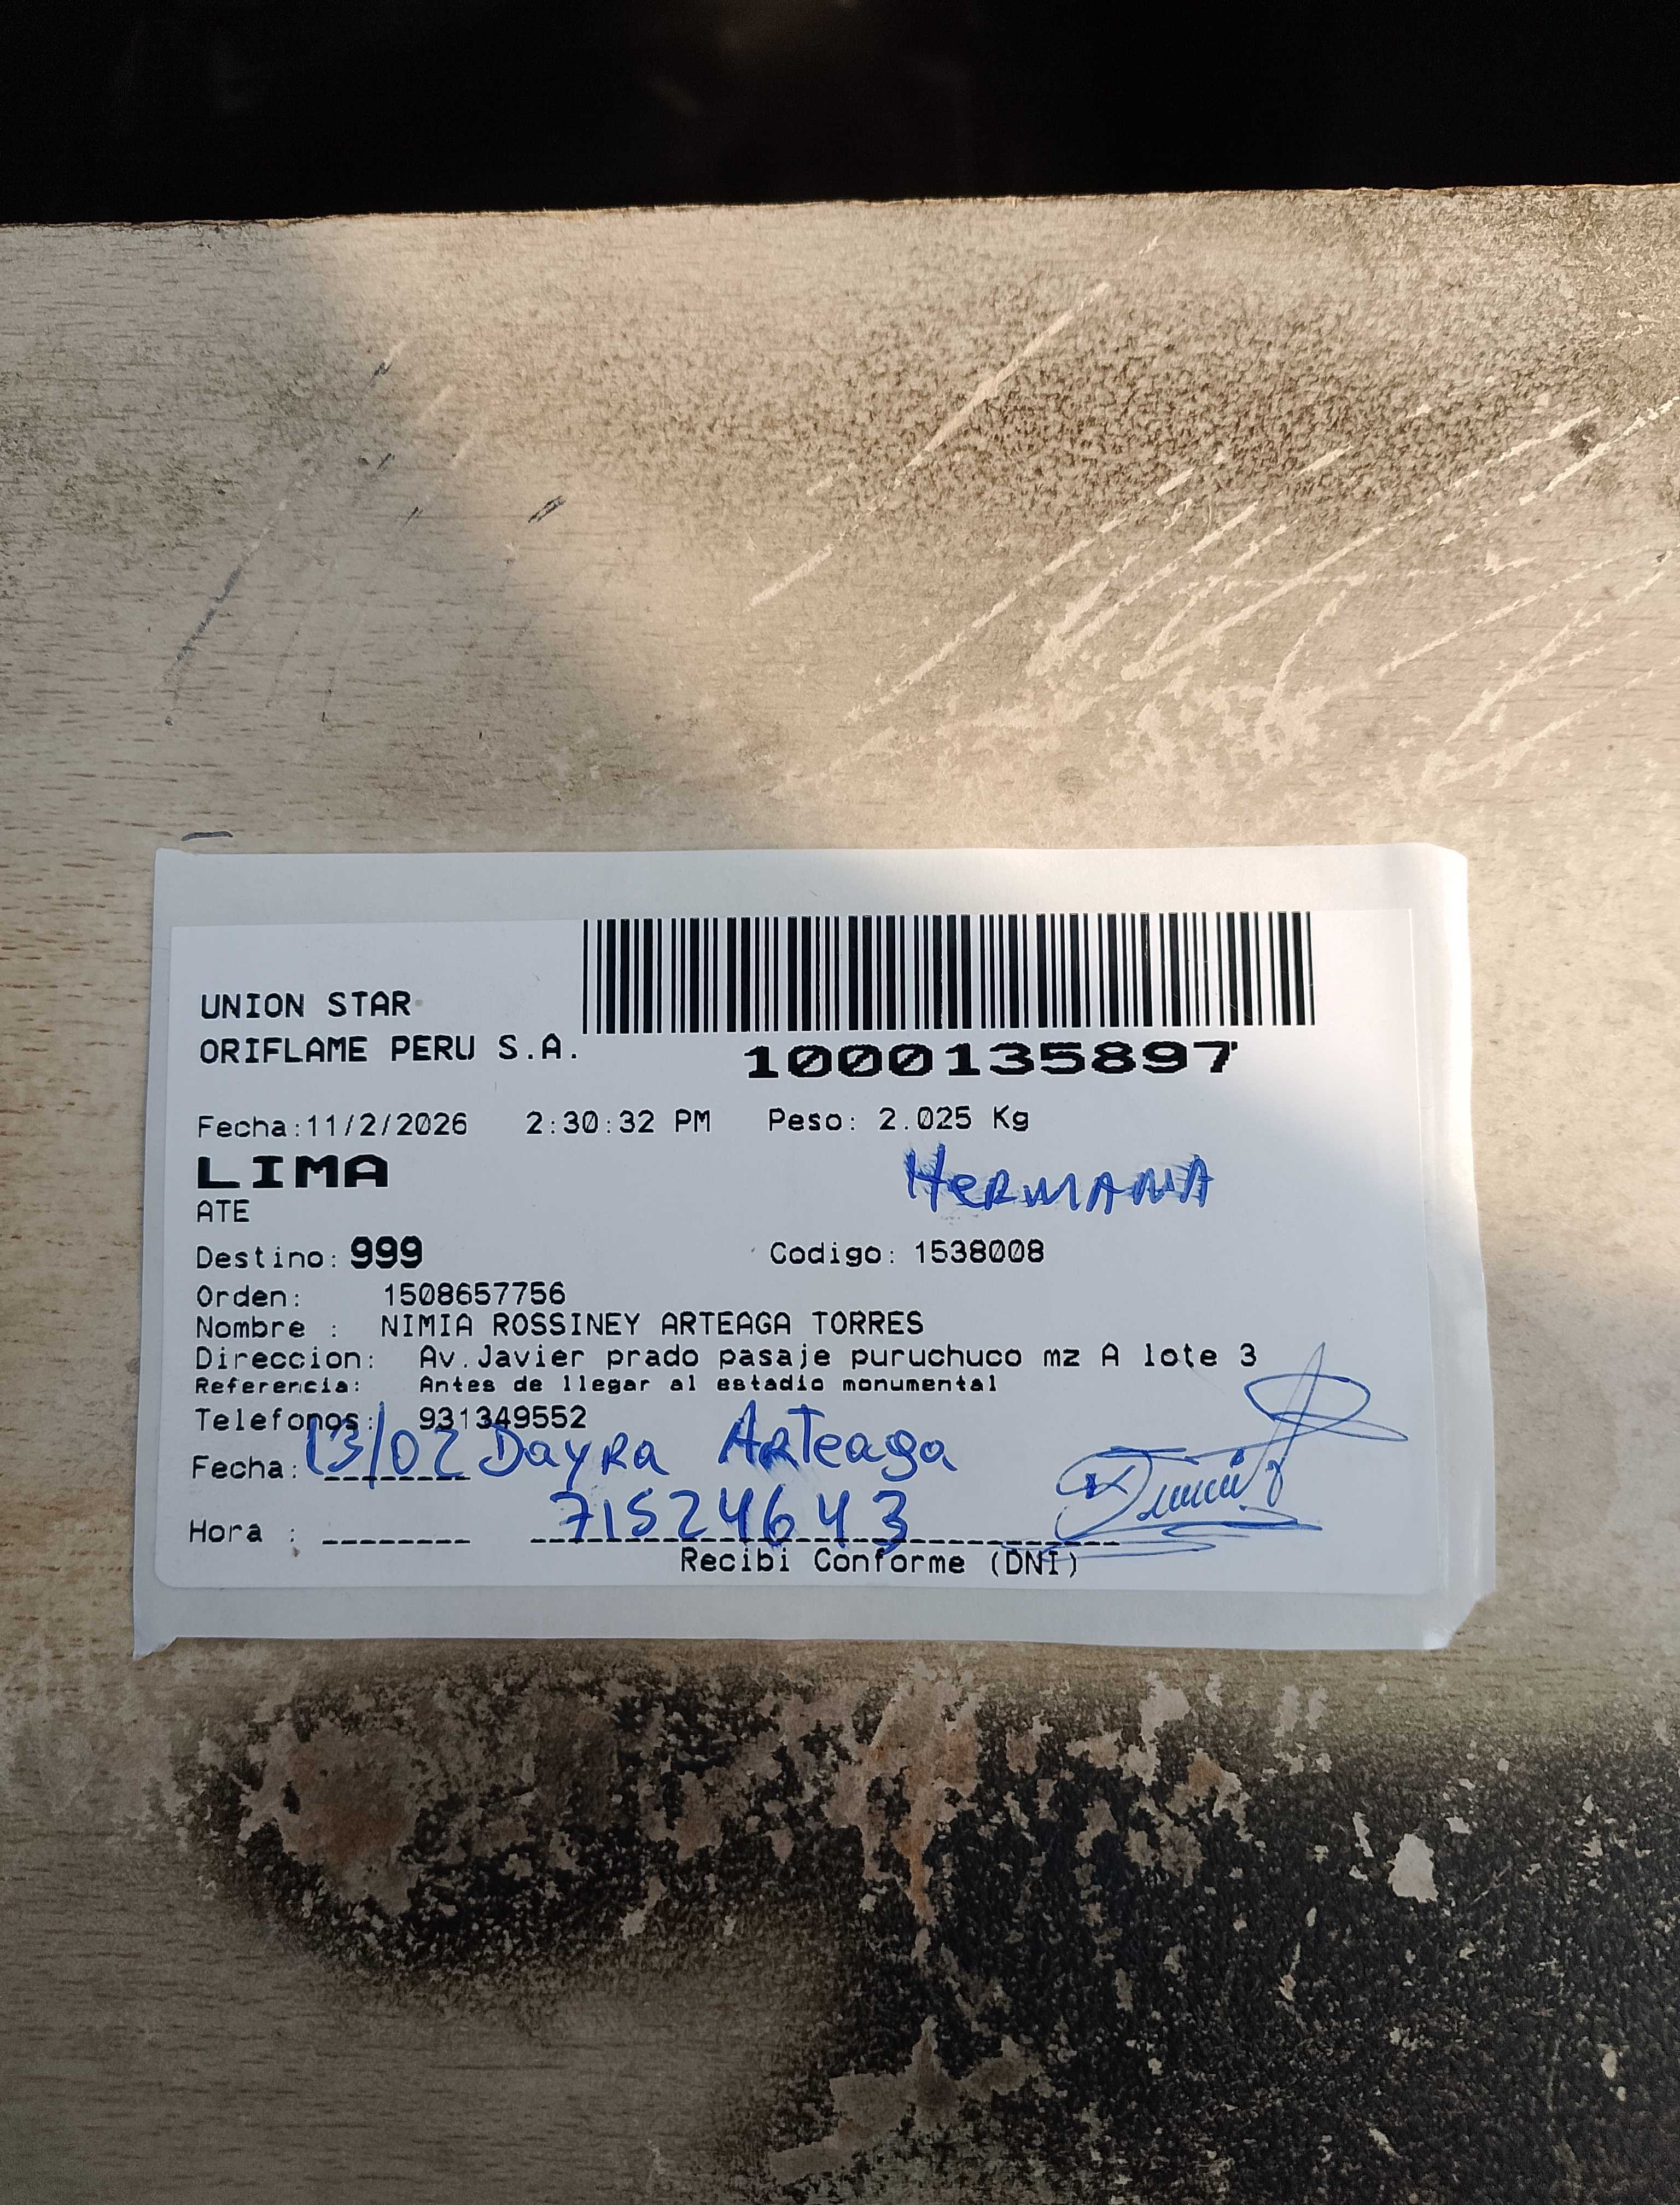 UNION STAR
ORIFLAME PERU S.A.
1000135897
Fecha:11/2/2026 2:30:32 PM Peso: 2.025 Kg
LIMA
HERMANA
ATE
Destino: 999 Codigo: 1538008
Orden: 1508657756
Nombre : NIMIA ROSSINEY ARTEAGA TORRES
Direccion: Av.Javier prado pasaje puruchuco mz A lote 3
Referencia: Antes de llegar al estadio monumental
Telefonos: 931349552
Fecha: 13/02 Dayra Arteaga
Hora : 71524643
Recibi Conforme (DNI)